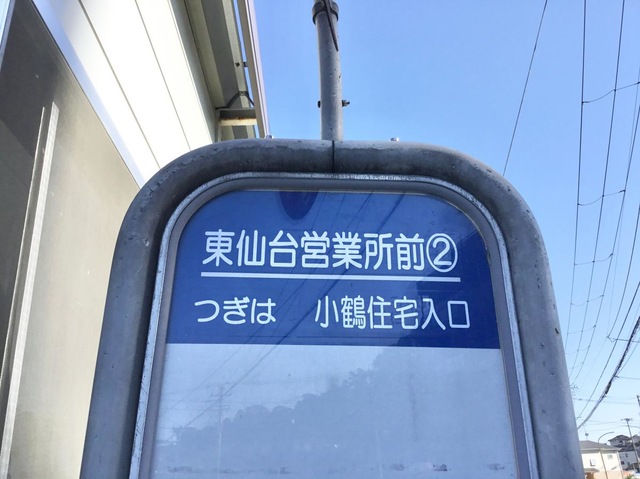 東仙台営業所前②
つぎは 小鶴住宅入口